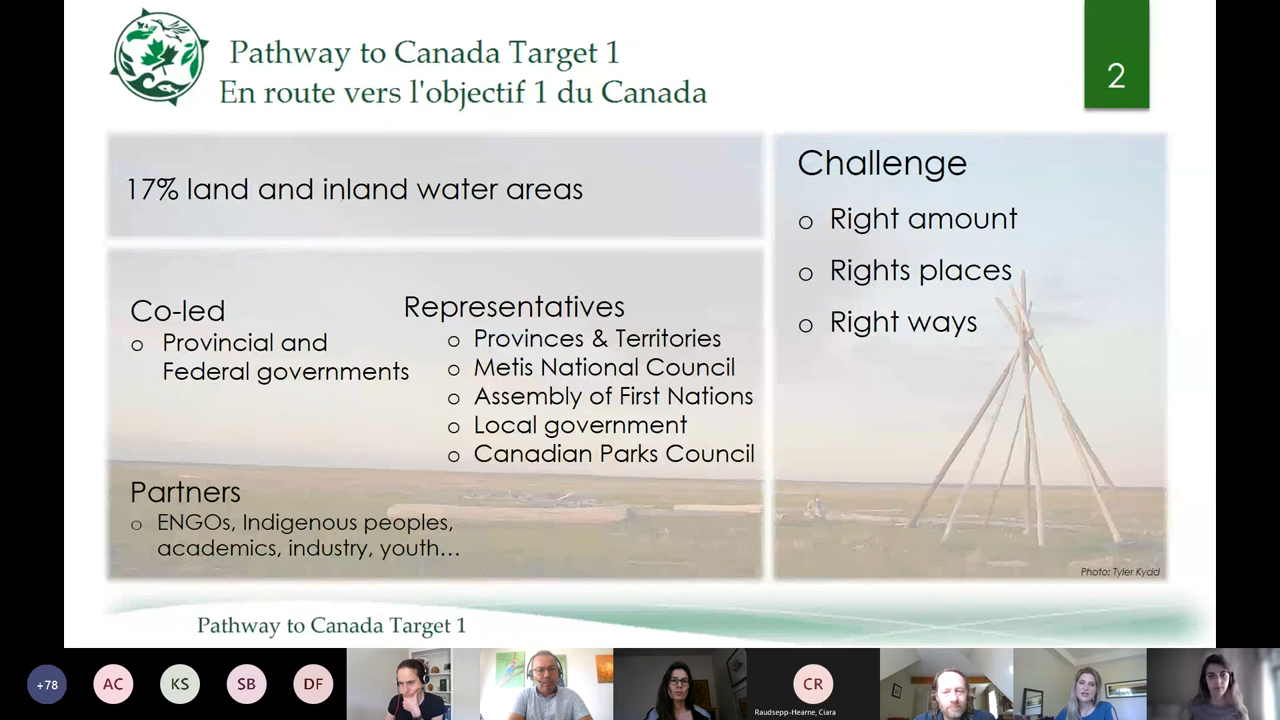 Pathway to Canada Target 1
En route vers l'objectif 1 du Canada
2
17% land and inland water areas
Co-led
o Provincial and
Federal governments
Representatives
o Provinces & Territories
o Metis National Council
o Assembly of First Nations
o Local government
o Canadian Parks Council
Partners
o ENGOs, Indigenous peoples,
academics, industry, youth...
Challenge
o Right amount
o Rights places
o Right ways
Photo: Tyler Kydd
Pathway to Canada Target 1
+78
AC
KS
SB
DF
CR
Raudsepp-Hearne, Ciara